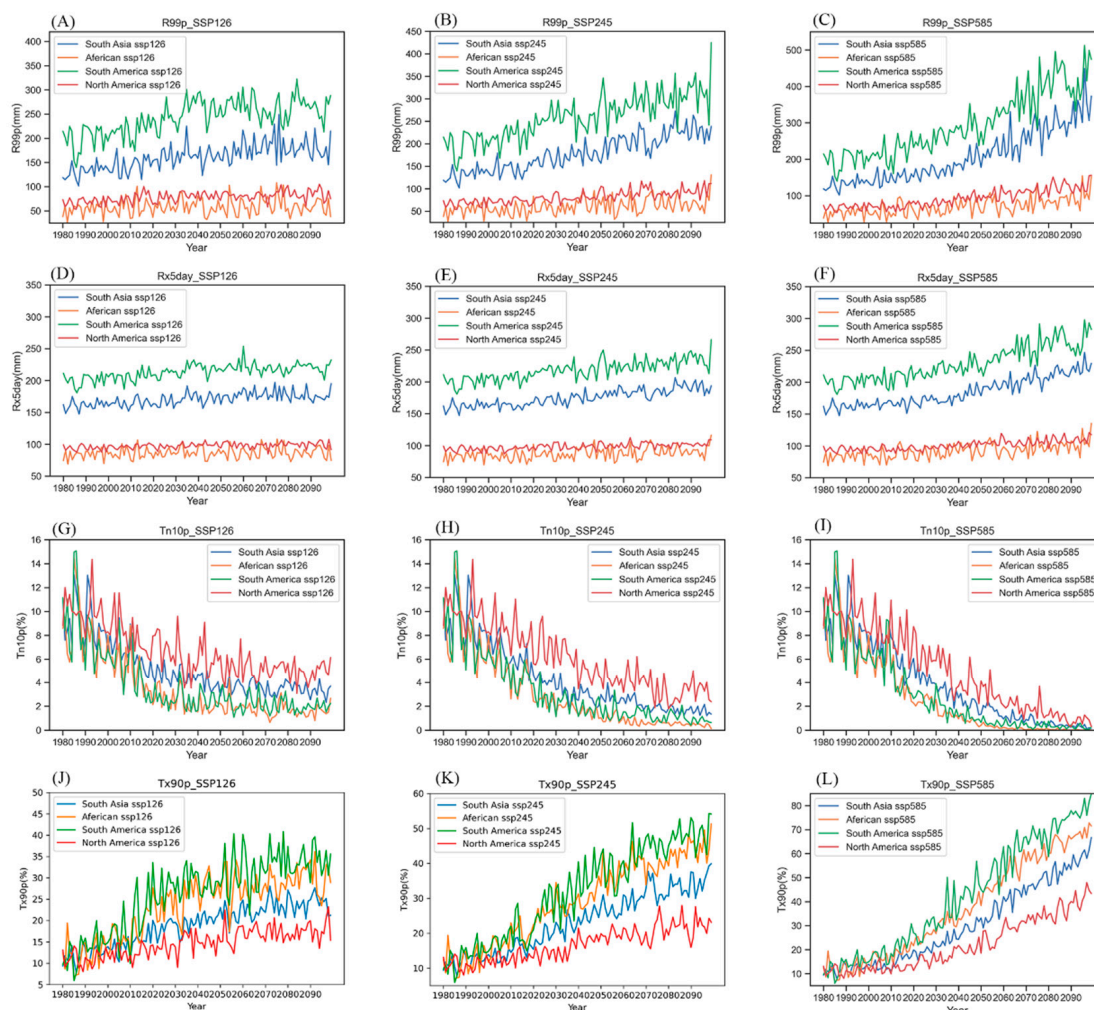 (A)
R99p_SSP126
400
350
300
250
200
150
100
50
R99p(mm)
South Asia ssp126
Aferican ssp126
South America ssp126
North America ssp126
1980 1990 2000 2010 2020 2030 2040 2050 2060 2070 2080 2090
Year
(B)
R99p_SSP245
450
400
350
300
250
200
150
100
50
R99p(mm)
South Asia ssp245
Aferican ssp245
South America ssp245
North America ssp245
1980 1990 2000 2010 2020 2030 2040 2050 2060 2070 2080 2090
Year
(C)
R99p_SSP585
500
400
300
200
100
R99p(mm)
South Asia ssp585
Aferican ssp585
South America ssp585
North America ssp585
1980 1990 2000 2010 2020 2030 2040 2050 2060 2070 2080 2090
Year
(D)
Rx5day_SSP126
350
300
250
200
150
100
50
Rx5day(mm)
South Asia ssp126
Aferican ssp126
South America ssp126
North America ssp126
1980 1990 2000 2010 2020 2030 2040 2050 2060 2070 2080 2090
Year
(E)
Rx5day_SSP245
350
300
250
200
150
100
50
Rx5day(mm)
South Asia ssp245
Aferican ssp245
South America ssp245
North America ssp245
1980 1990 2000 2010 2020 2030 2040 2050 2060 2070 2080 2090
Year
(F)
Rx5day_SSP585
350
300
250
200
150
100
50
Rx5day(mm)
South Asia ssp585
Aferican ssp585
South America ssp585
North America ssp585
1980 1990 2000 2010 2020 2030 2040 2050 2060 2070 2080 2090
Year
(G)
Tn10p_SSP126
16
14
12
10
8
6
4
2
0
Tn10p(%)
South Asia ssp126
Aferican ssp126
South America ssp126
North America ssp126
1980 1990 2000 2010 2020 2030 2040 2050 2060 2070 2080 2090
Year
(H)
Tn10p_SSP245
16
14
12
10
8
6
4
2
0
Tn10p(%)
South Asia ssp245
Aferican ssp245
South America ssp245
North America ssp245
1980 1990 2000 2010 2020 2030 2040 2050 2060 2070 2080 2090
Year
(I)
Tn10p_SSP585
16
14
12
10
8
6
4
2
0
Tn10p(%)
South Asia ssp585
Aferican ssp585
South America ssp585
North America ssp585
1980 1990 2000 2010 2020 2030 2040 2050 2060 2070 2080 2090
Year
(J)
Tx90p_SSP126
50
45
40
35
30
25
20
15
10
5
Tx90p(%)
South Asia ssp126
Aferican ssp126
South America ssp126
North America ssp126
1980 1990 2000 2010 2020 2030 2040 2050 2060 2070 2080 2090
Year
(K)
Tx90p_SSP245
60
50
40
30
20
10
Tx90p(%)
South Asia ssp245
Aferican ssp245
South America ssp245
North America ssp245
1980 1990 2000 2010 2020 2030 2040 2050 2060 2070 2080 2090
Year
(L)
Tx90p_SSP585
80
70
60
50
40
30
20
10
Tx90p(%)
South Asia ssp585
Aferican ssp585
South America ssp585
North America ssp585
1980 1990 2000 2010 2020 2030 2040 2050 2060 2070 2080 2090
Year